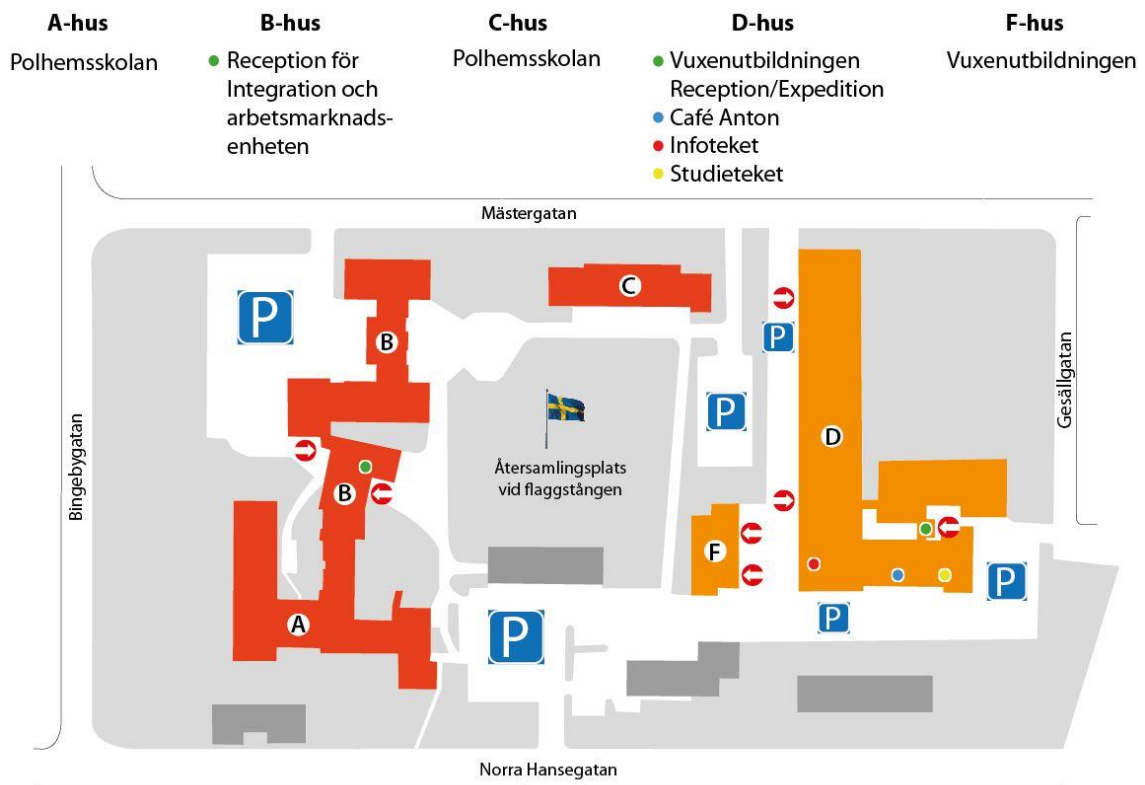 A-hus
Polhemsskolan
B-hus
Reception för
Integration och
arbetsmarknads-
enheten
C-hus
Polhemsskolan
D-hus
Vuxenutbildningen
Reception/Expedition
Café Anton
Infoteket
Studieteket
F-hus
Vuxenutbildningen
Mästergatan
Bingebygatan
Gesällgatan
P
B
C
P
P
D
Återsamlingsplats
vid flaggstången
B
F
A
P
P
P
Norra Hansegatan